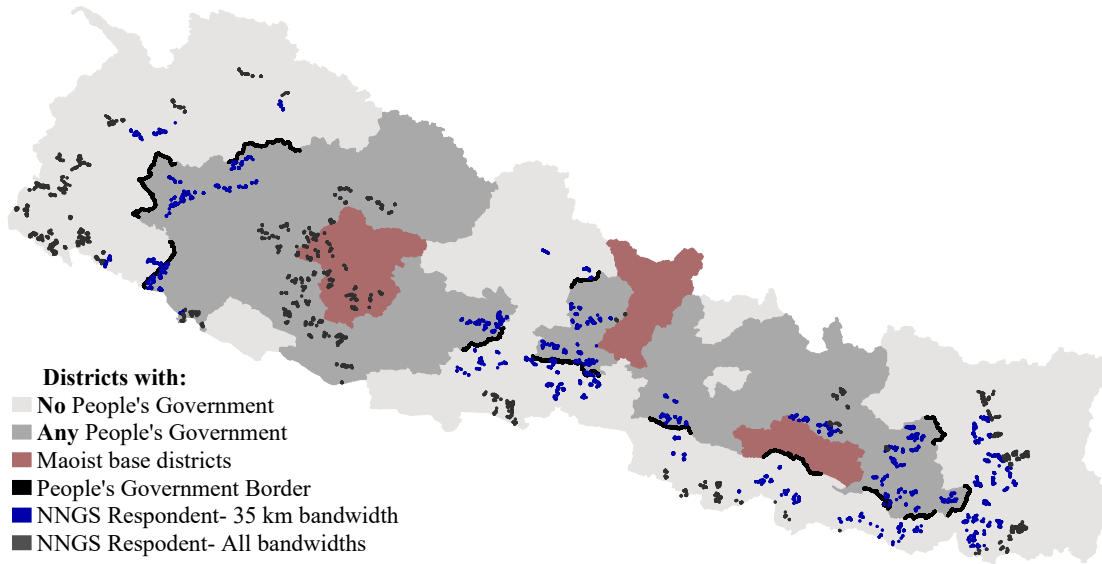 Districts with:
No People's Government
Any People's Government
Maoist base districts
People's Government Border
NNGS Respondent- 35 km bandwidth
NNGS Respodent- All bandwidths